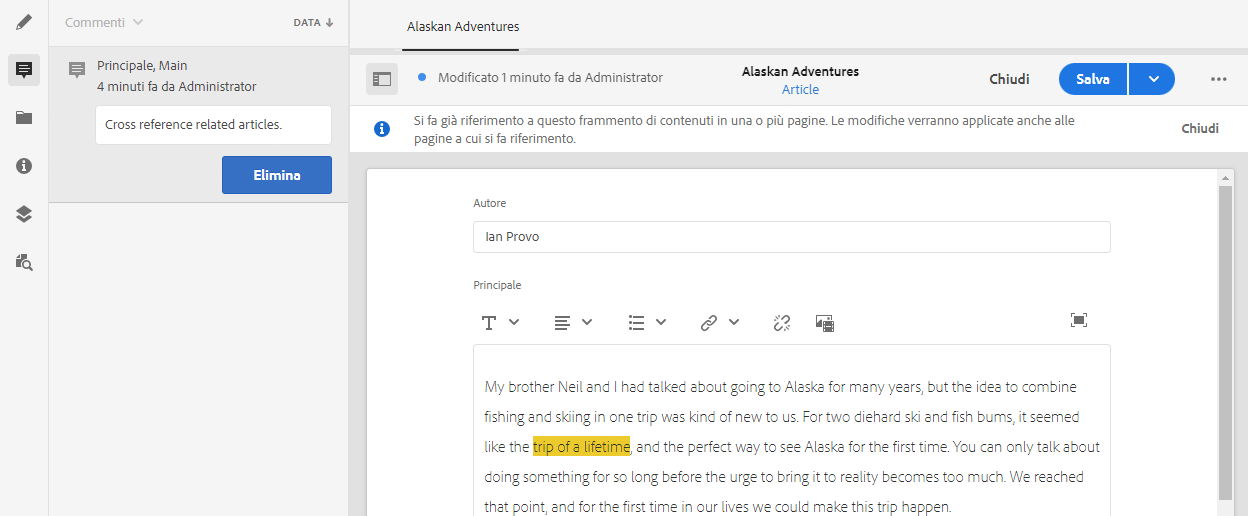 Commenti
DATA
Principale, Main
4 minuti fa da Administrator
Cross reference related articles.
Elimina
Alaskan Adventures
Modificato 1 minuto fa da Administrator
Alaskan Adventures
Article
Chiudi
Salva
Si fa già riferimento a questo frammento di contenuti in una o più pagine. Le modifiche verranno applicate anche alle
pagine a cui si fa riferimento.
Chiudi
Autore
Ian Provo
Principale
My brother Neil and I had talked about going to Alaska for many years, but the idea to combine
fishing and skiing in one trip was kind of new to us. For two diehard ski and fish bums, it seemed
like the trip of a lifetime, and the perfect way to see Alaska for the first time. You can only talk about
doing something for so long before the urge to bring it to reality becomes too much. We reached
that point, and for the first time in our lives we could make this trip happen.